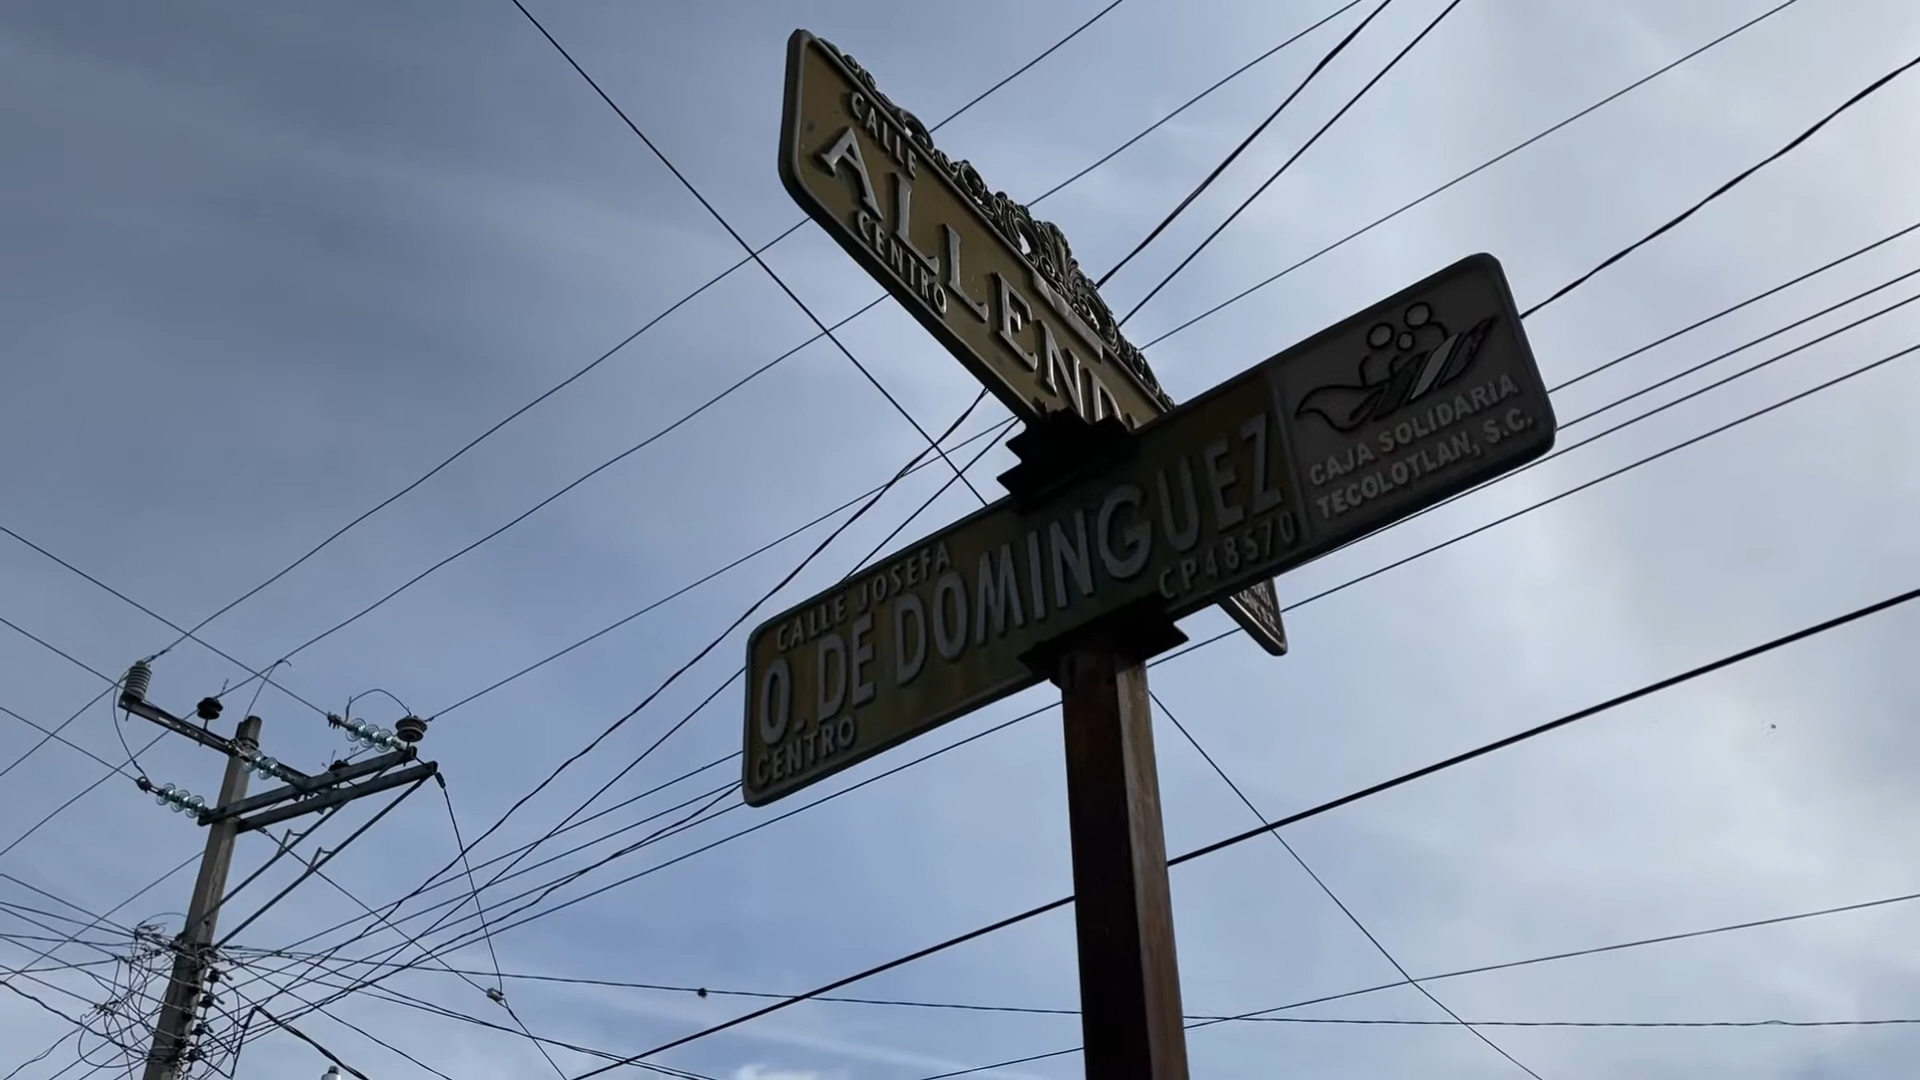 CALLE
ALLEND
CENTRO
CALLE JOSEFA
O. DE DOMINGUEZ
CENTRO
CP48570
CAJA SOLIDARIA
TECOLOTLAN, S.C.